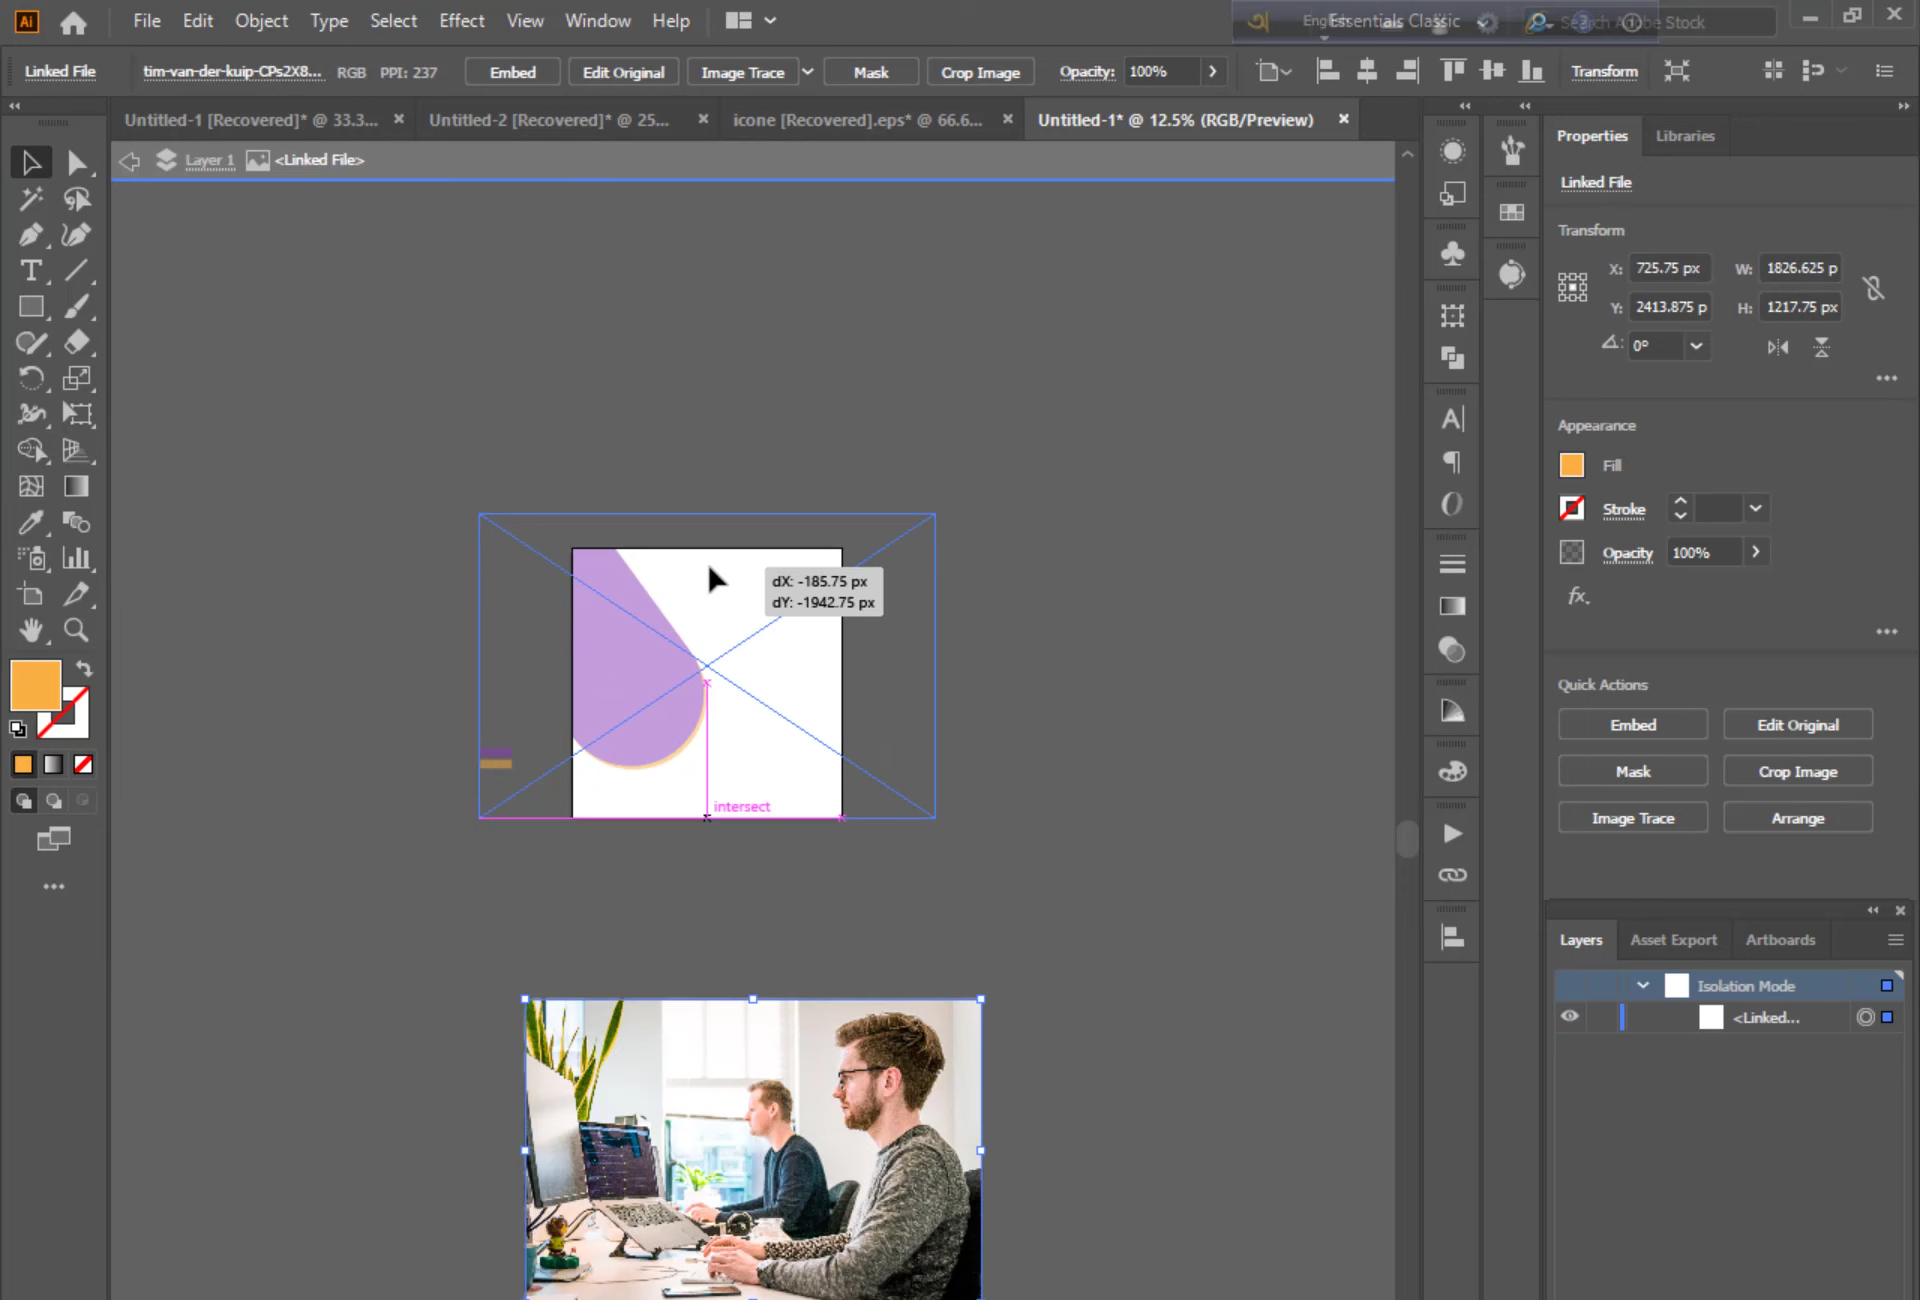 Ai File Edit Object Type Select Effect View Window Help
অ English Essentials Classic Search Adobe Stock
Linked File tim-van-der-kuip-CPs2X8... RGB PPI: 237 Embed Edit Original Image Trace Mask Crop Image Opacity: 100% Transform
Untitled-1 [Recovered]* @ 33.3... Untitled-2 [Recovered]* @ 25... icone [Recovered].eps* @ 66.6... Untitled-1* @ 12.5% (RGB/Preview)
Layer 1 <Linked File>
dX: -185.75 px
dY: -1942.75 px
intersect
Properties Libraries
Linked File
Transform
X: 725.75 px W: 1826.625 p
Y: 2413.875 p H: 1217.75 px
0°
Appearance
Fill
Stroke
Opacity 100%
fx.
Quick Actions
Embed Edit Original
Mask Crop Image
Image Trace Arrange
Layers Asset Export Artboards
Isolation Mode
<Linked...